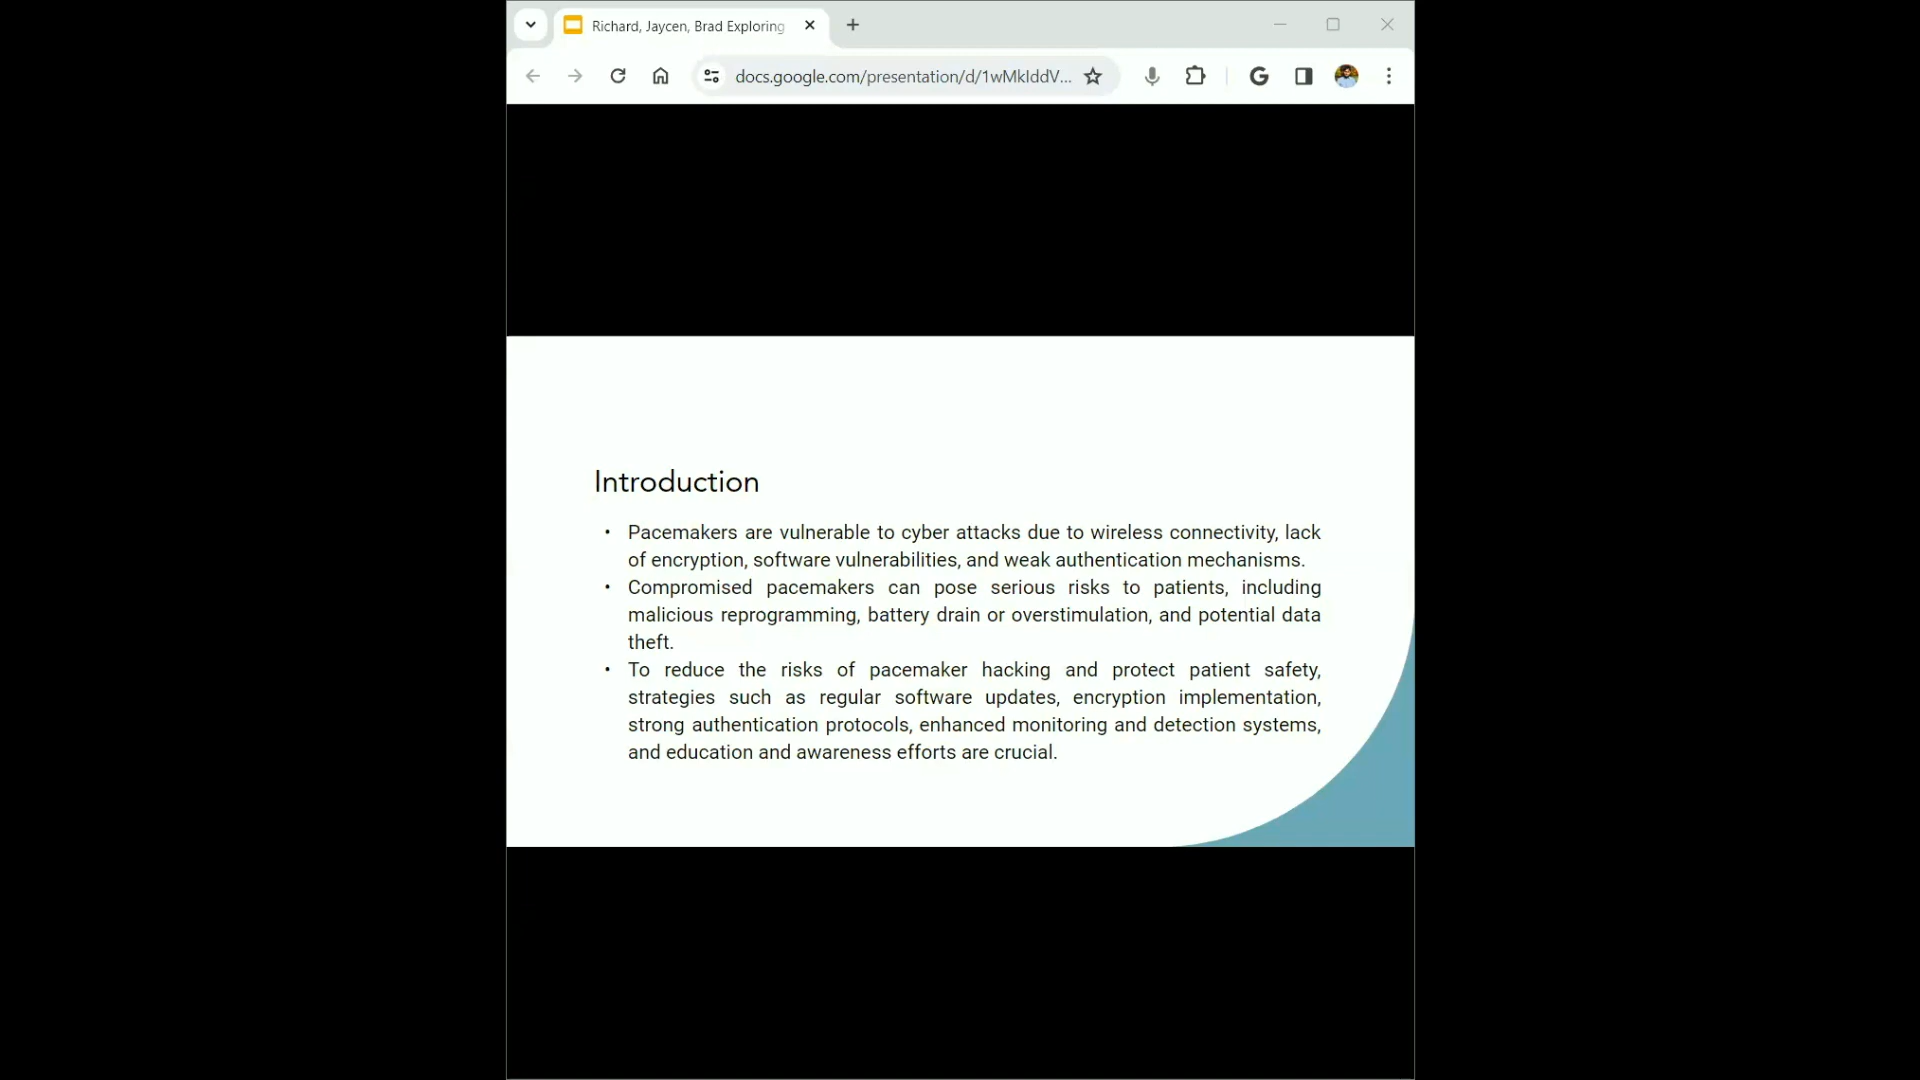 Richard, Jaycen, Brad Exploring
docs.google.com/presentation/d/1wMkIddV...
Introduction
• Pacemakers are vulnerable to cyber attacks due to wireless connectivity, lack
of encryption, software vulnerabilities, and weak authentication mechanisms.
• Compromised pacemakers can pose serious risks to patients, including
malicious reprogramming, battery drain or overstimulation, and potential data
theft.
• To reduce the risks of pacemaker hacking and protect patient safety,
strategies such as regular software updates, encryption implementation,
strong authentication protocols, enhanced monitoring and detection systems,
and education and awareness efforts are crucial.